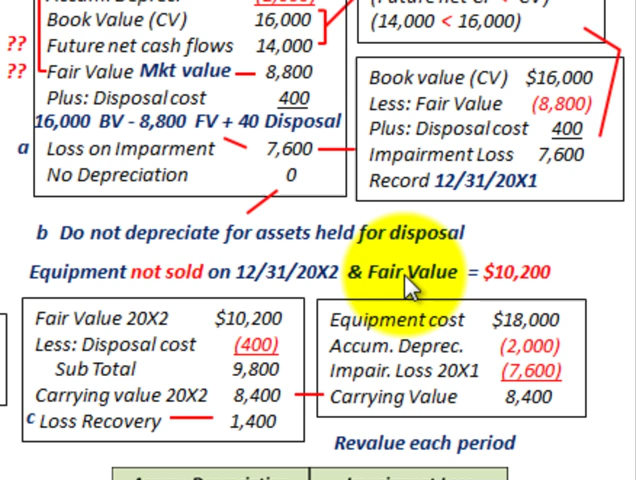 Book Value (CV) 16,000
(14,000 < 16,000)
?? Future net cash flows 14,000
?? Fair Value Mkt value 8,800
Plus: Disposal cost 400
16,000 BV - 8,800 FV + 40 Disposal
a Loss on Imparment 7,600
No Depreciation 0
Book value (CV) $16,000
Less: Fair Value (8,800)
Plus: Disposal cost 400
Impairment Loss 7,600
Record 12/31/20X1
b Do not depreciate for assets held for disposal
Equipment not sold on 12/31/20X2 & Fair Value = $10,200
Fair Value 20X2 $10,200
Less: Disposal cost (400)
Sub Total 9,800
Carrying value 20X2 8,400
c Loss Recovery 1,400
Equipment cost $18,000
Accum. Deprec. (2,000)
Impair. Loss 20X1 (7,600)
Carrying Value 8,400
Revalue each period